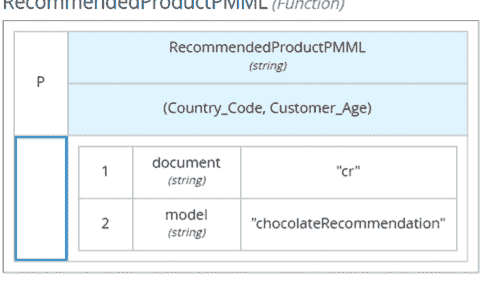 RecommendedProductPMML (Function)
P
RecommendedProductPMML
(string)
(Country_Code, Customer_Age)
1
document
(string)
"cr"
2
model
(string)
"chocolateRecommendation"